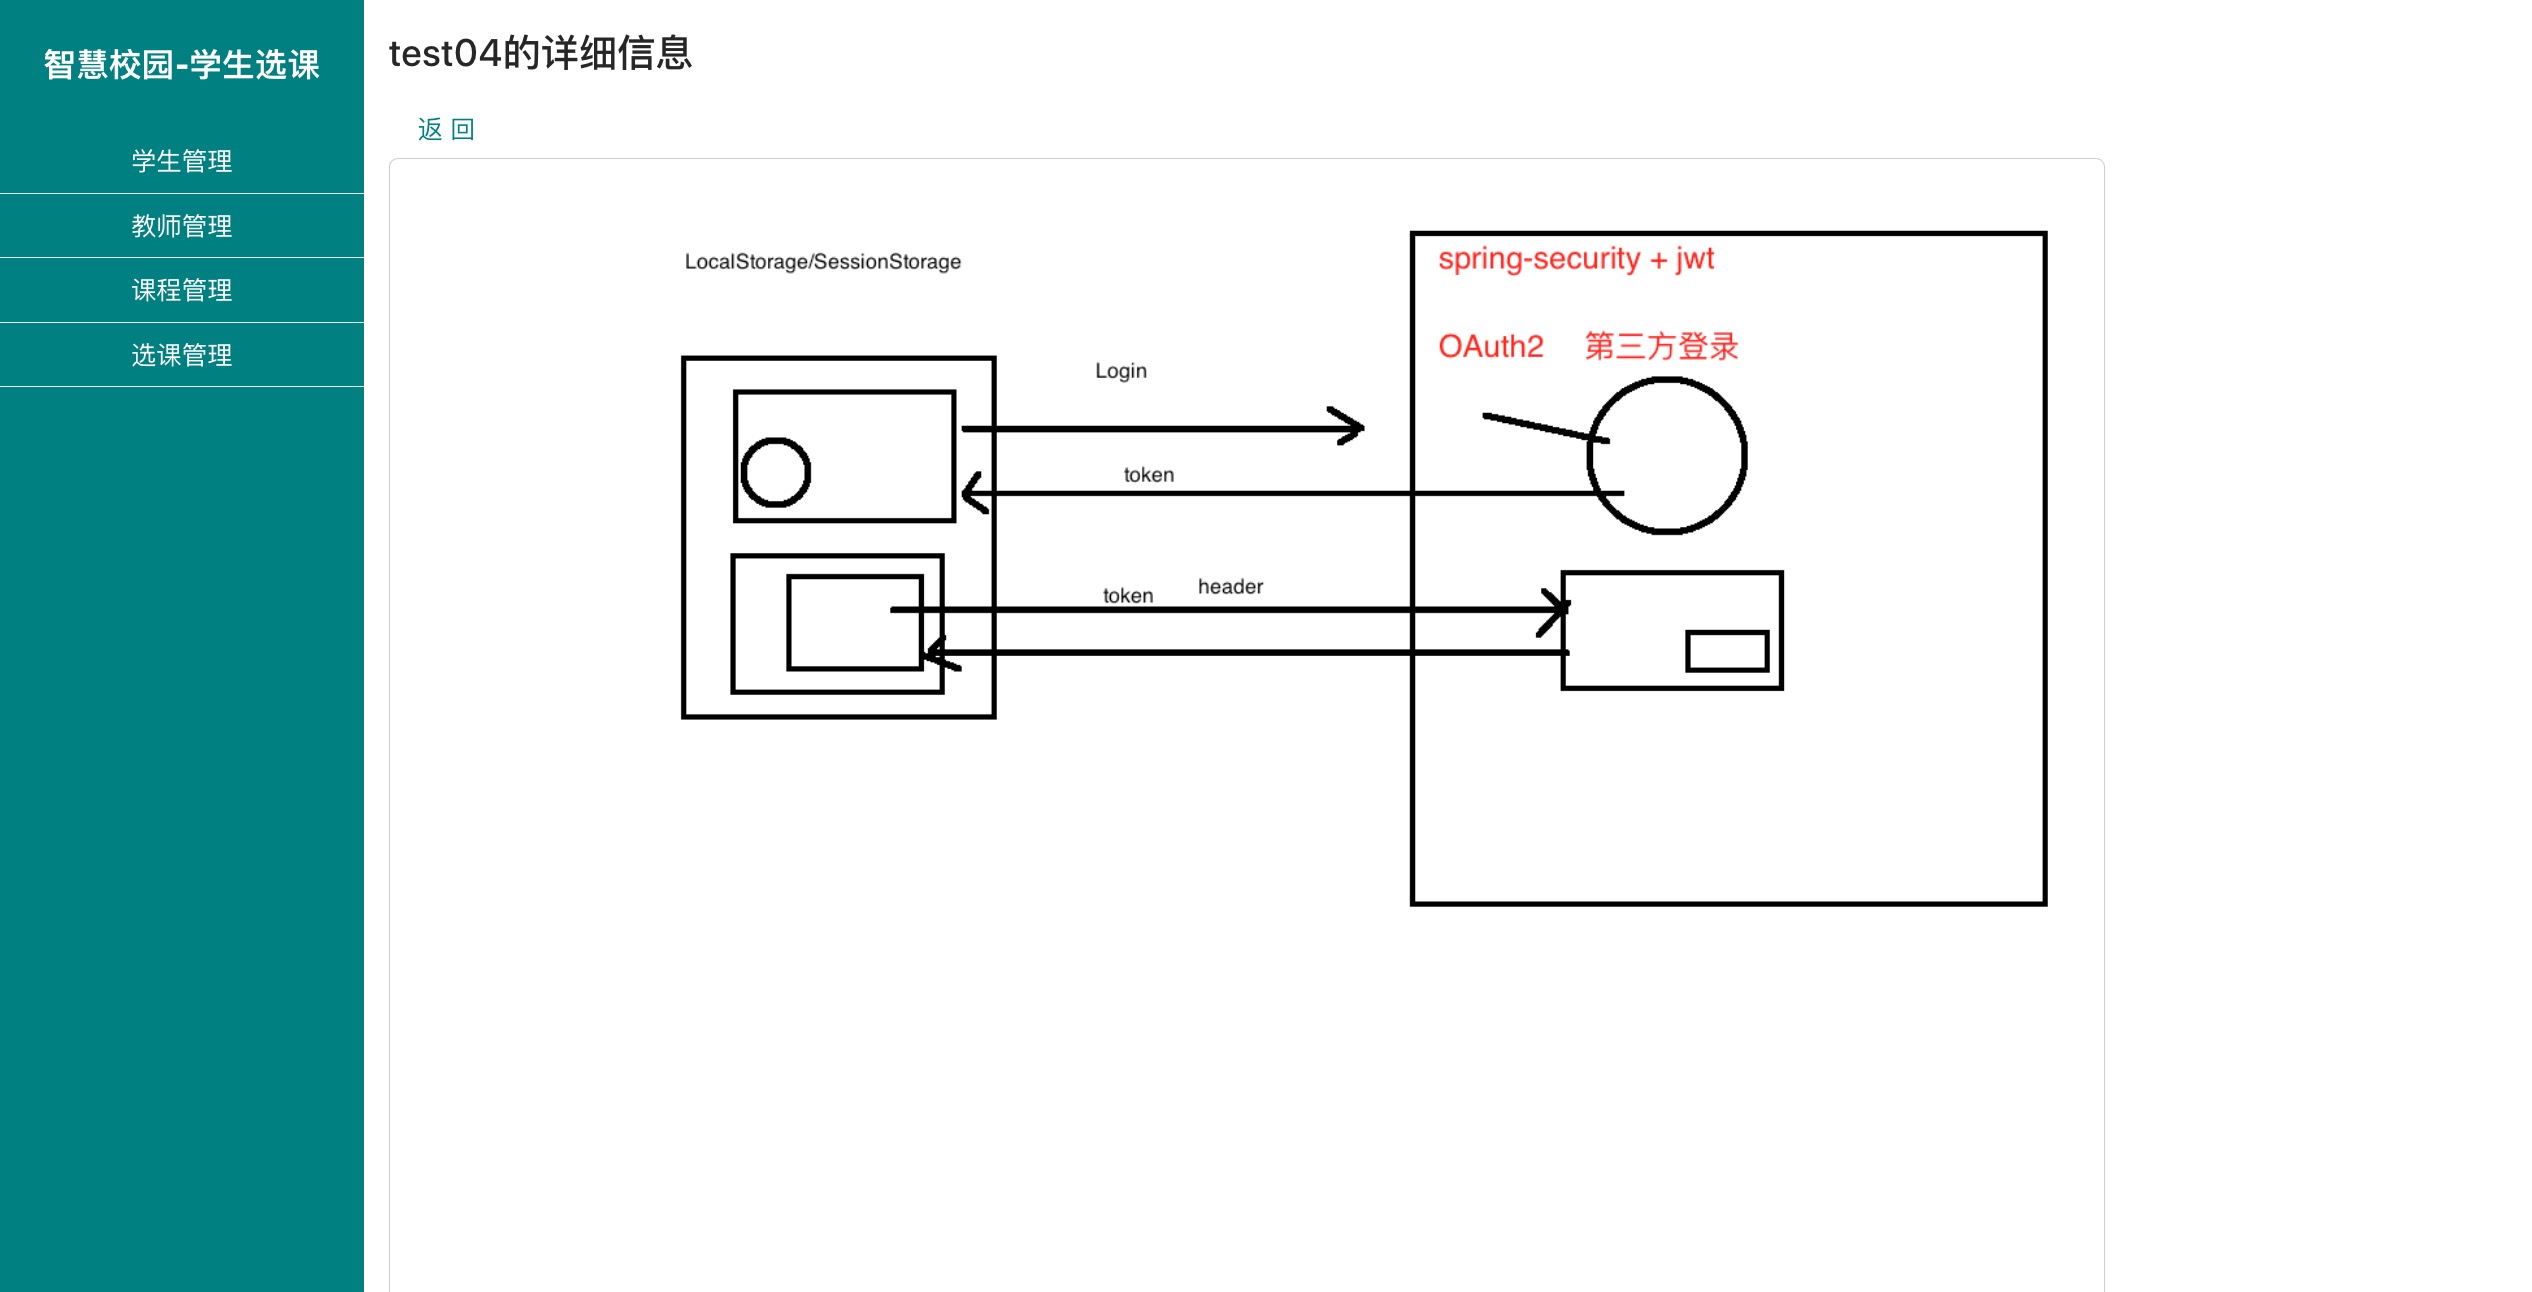 智慧校园-学生选课
学生管理
教师管理
课程管理
选课管理
test04的详细信息
返 回
LocalStorage/SessionStorage
spring-security + jwt
OAuth2 第三方登录
Login
token
token header